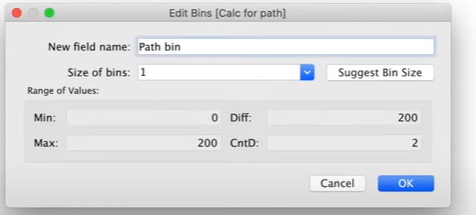 Edit Bins [Calc for path]
New field name: Path bin
Size of bins: 1 Suggest Bin Size
Range of Values:
Min: 0 Diff: 200
Max: 200 CntD: 2
Cancel OK